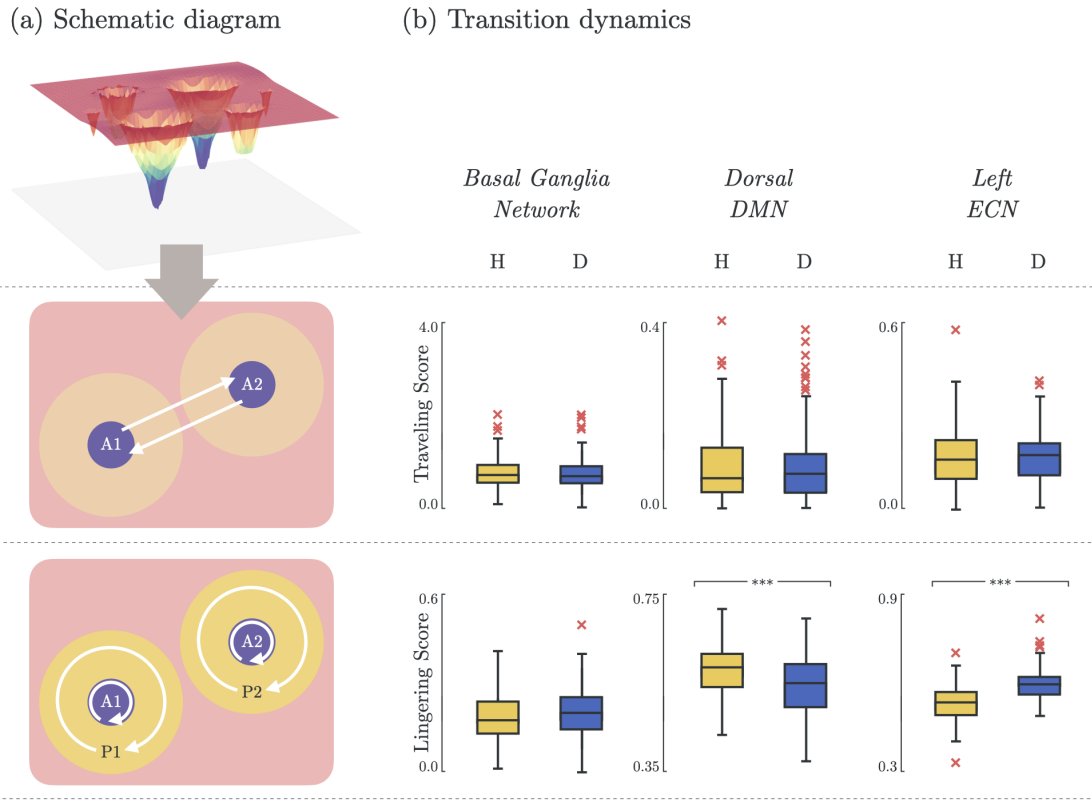 (a) Schematic diagram
(b) Transition dynamics
Basal Ganglia
Network
Dorsal
DMN
Left
ECN
H
D
H
D
H
D
A1
A2
Traveling Score
4.0
0.0
0.4
0.0
0.6
0.0
A1
P1
A2
P2
Lingering Score
0.6
0.0
0.75
0.35
***
0.9
0.3
***